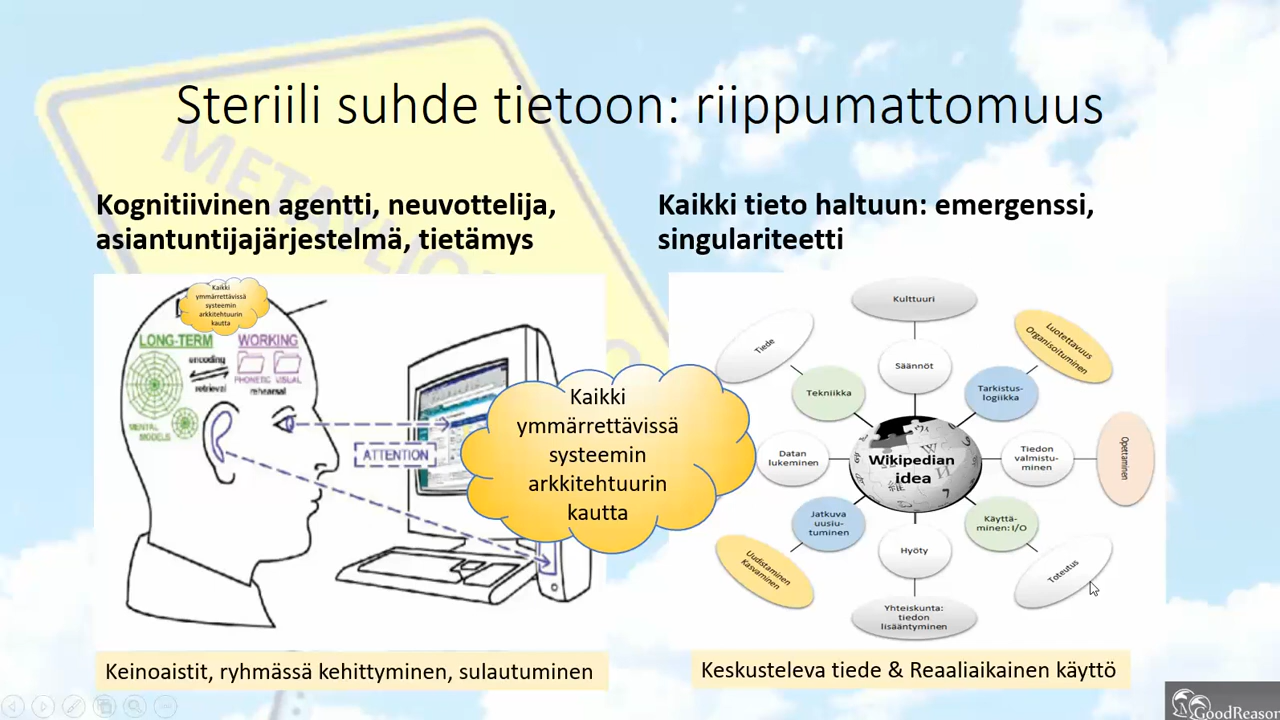 Steriili suhde tietoon: riippumattomuus
Kognitiivinen agentti, neuvottelija,
asiantuntijajärjestelmä, tietämys
Kaikki tieto haltuun: emergenssi,
singulariteetti
Kaikki
ymmärrettävissä
systeemin
arkkitehtuurin
kautta
LONG-TERM
WORKING
encoding
retrieval
PHONETIC VISUAL
rehearsal
MENTAL
MODELS
ATTENTION
Kaikki
ymmärrettävissä
systeemin
arkkitehtuurin
kautta
Kulttuuri
Tiede
Säännöt
Luotettavuus
Organisoituminen
Tekniikka
Tarkistus-
logiikka
Datan
lukeminen
Wikipedian
idea
Tiedon
valmistu-
minen
Opettaminen
Jatkuva
uusiu-
tuminen
Käyttä-
minen: I/O
Hyöty
Uudistaminen
Kasvaminen
Toteutus
Yhteiskunta:
tiedon
lisääntyminen
Keinoaistit, ryhmässä kehittyminen, sulautuminen
Keskusteleva tiede & Reaaliaikainen käyttö
GoodReason